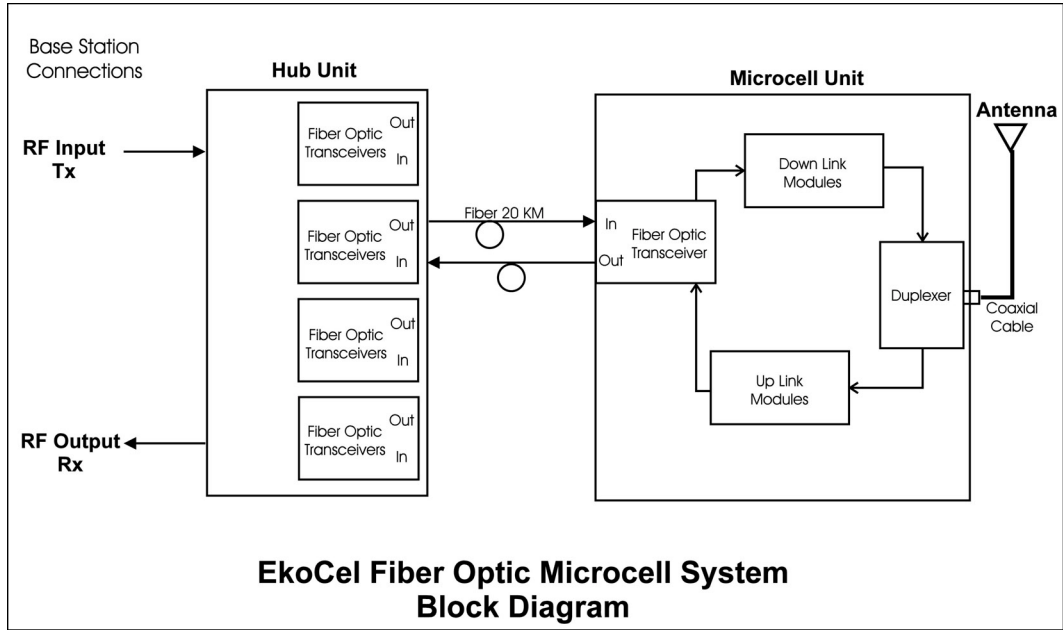 Base Station
Connections
RF Input
Tx
RF Output
Rx
Hub Unit
Out
Fiber Optic
Transceivers
In
Out
Fiber Optic
Transceivers
In
Out
Fiber Optic
Transceivers
In
Out
Fiber Optic
Transceivers
In
Fiber 20 KM
Microcell Unit
In
Fiber Optic
Transceiver
Out
Down Link
Modules
Duplexer
Up Link
Modules
Antenna
Coaxial
Cable
EkoCel Fiber Optic Microcell System
Block Diagram